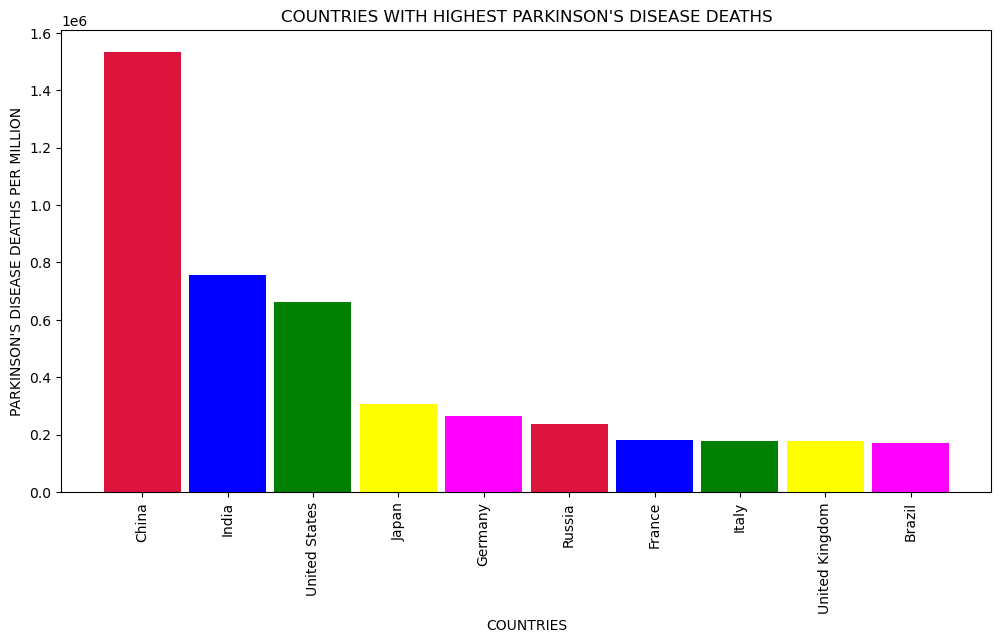 COUNTRIES WITH HIGHEST PARKINSON'S DISEASE DEATHS
1e6
1.6
1.4
1.2
1.0
0.8
0.6
0.4
0.2
0.0
PARKINSON'S DISEASE DEATHS PER MILLION
China
India
United States
Japan
Germany
Russia
France
Italy
United Kingdom
Brazil
COUNTRIES